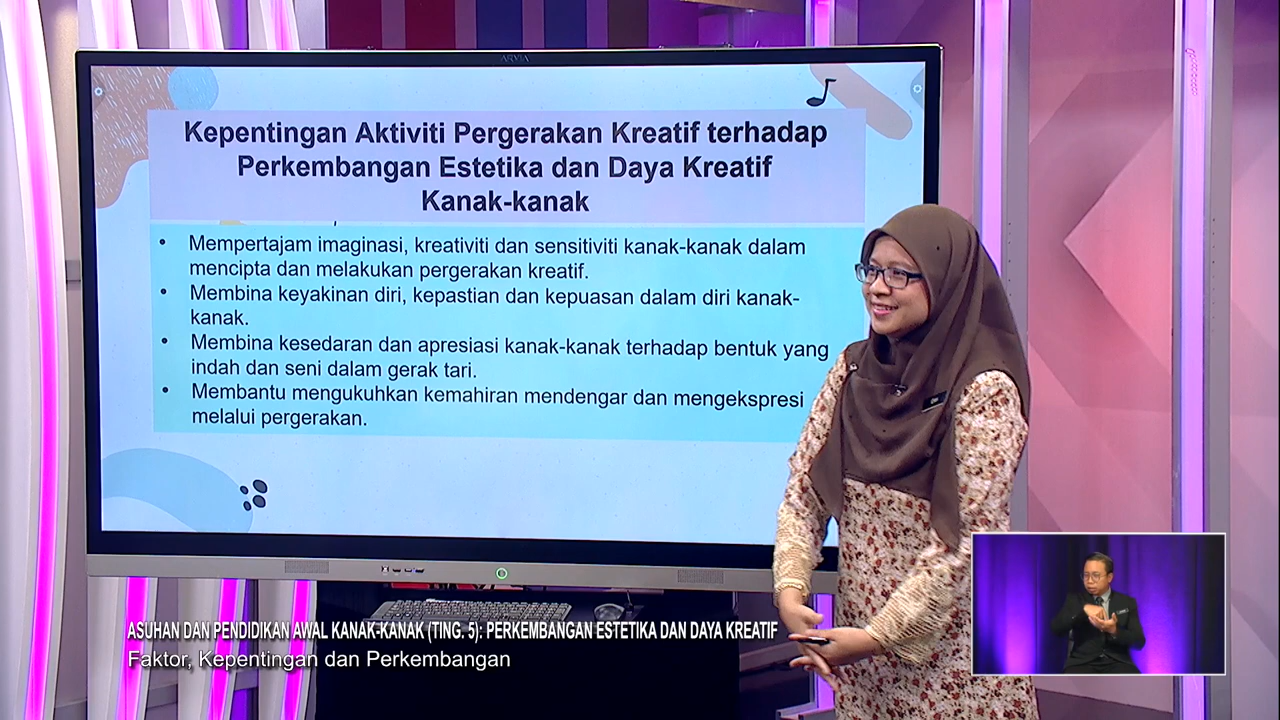 ARVIA
Kepentingan Aktiviti Pergerakan Kreatif terhadap
Perkembangan Estetika dan Daya Kreatif
Kanak-kanak
• Mempertajam imaginasi, kreativiti dan sensitiviti kanak-kanak dalam
mencipta dan melakukan pergerakan kreatif.
• Membina keyakinan diri, kepastian dan kepuasan dalam diri kanak-
kanak.
• Membina kesedaran dan apresiasi kanak-kanak terhadap bentuk yang
indah dan seni dalam gerak tari.
• Membantu mengukuhkan kemahiran mendengar dan mengekspresi
melalui pergerakan.
ASUHAN DAN PENDIDIKAN AWAL KANAK-KANAK (TING. 5): PERKEMBANGAN ESTETIKA DAN DAYA KREATIF
Faktor, Kepentingan dan Perkembangan